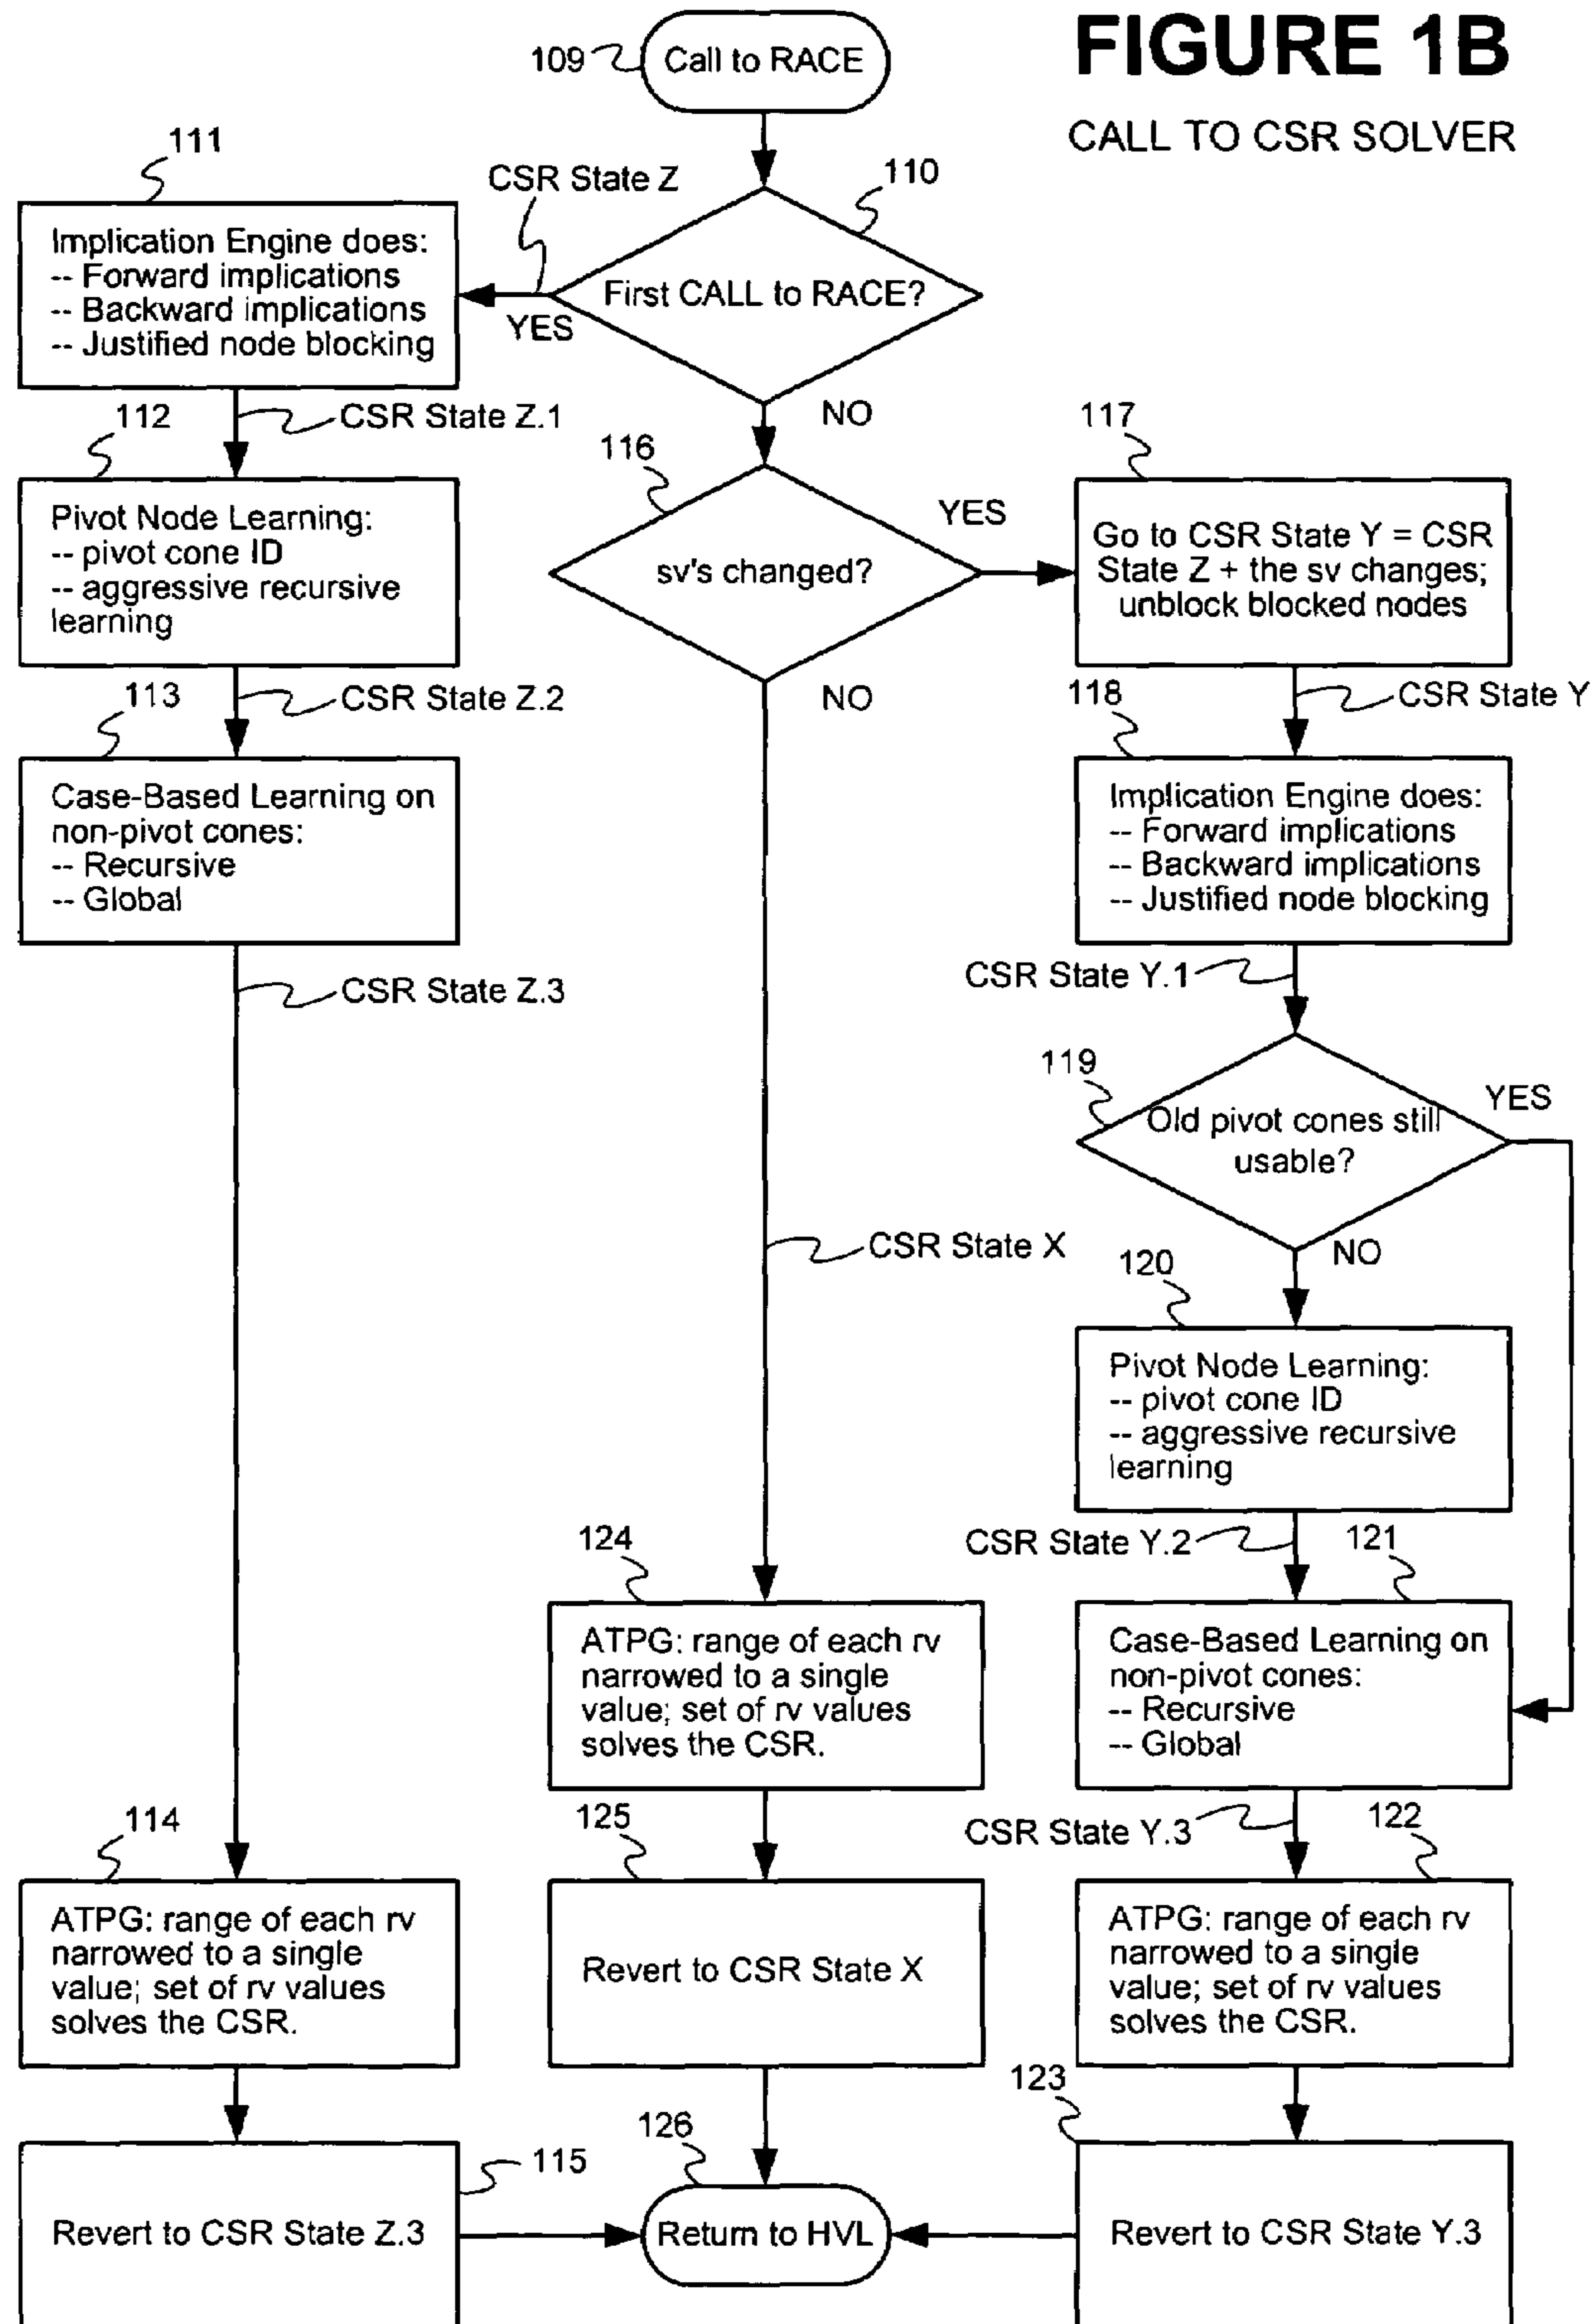 FIGURE 1B
CALL TO CSR SOLVER
109
Call to RACE
111
CSR State Z
110
Implication Engine does:
-- Forward implications
-- Backward implications
-- Justified node blocking
First CALL to RACE?
YES
NO
112
CSR State Z.1
116
117
Pivot Node Learning:
-- pivot cone ID
-- aggressive recursive
learning
sv's changed?
YES
NO
Go to CSR State Y = CSR
State Z + the sv changes;
unblock blocked nodes
113
CSR State Z.2
118
CSR State Y
Case-Based Learning on
non-pivot cones:
-- Recursive
-- Global
Implication Engine does:
-- Forward implications
-- Backward implications
-- Justified node blocking
CSR State Z.3
CSR State Y.1
119
Old pivot cones still
usable?
YES
NO
CSR State X
120
Pivot Node Learning:
-- pivot cone ID
-- aggressive recursive
learning
124
CSR State Y.2
121
ATPG: range of each rv
narrowed to a single
value; set of rv values
solves the CSR.
Case-Based Learning on
non-pivot cones:
-- Recursive
-- Global
114
125
CSR State Y.3
122
ATPG: range of each rv
narrowed to a single
value; set of rv values
solves the CSR.
Revert to CSR State X
ATPG: range of each rv
narrowed to a single
value; set of rv values
solves the CSR.
123
126
115
Revert to CSR State Z.3
Return to HVL
Revert to CSR State Y.3